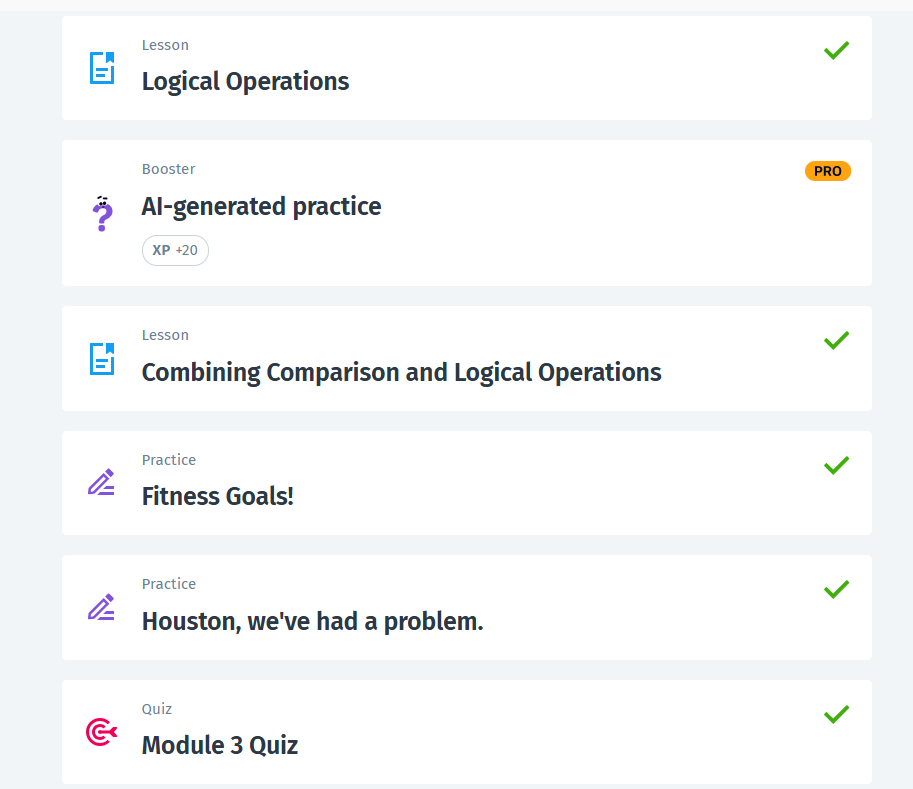 Lesson
Logical Operations
Booster
PRO
AI-generated practice
XP +20
Lesson
Combining Comparison and Logical Operations
Practice
Fitness Goals!
Practice
Houston, we've had a problem.
Quiz
Module 3 Quiz